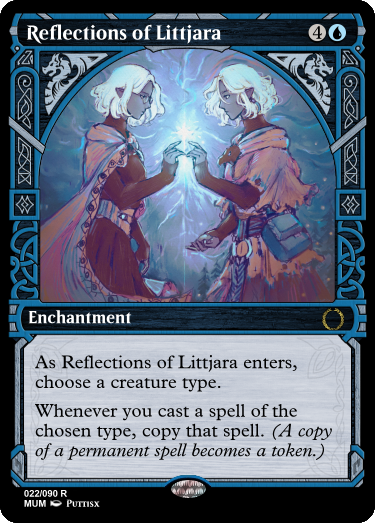 Reflections of Littjara
4
Enchantment
As Reflections of Littjara enters,
choose a creature type.
Whenever you cast a spell of the
chosen type, copy that spell. (A copy
of a permanent spell becomes a token.)
022/090 R
MUM PUTTISX